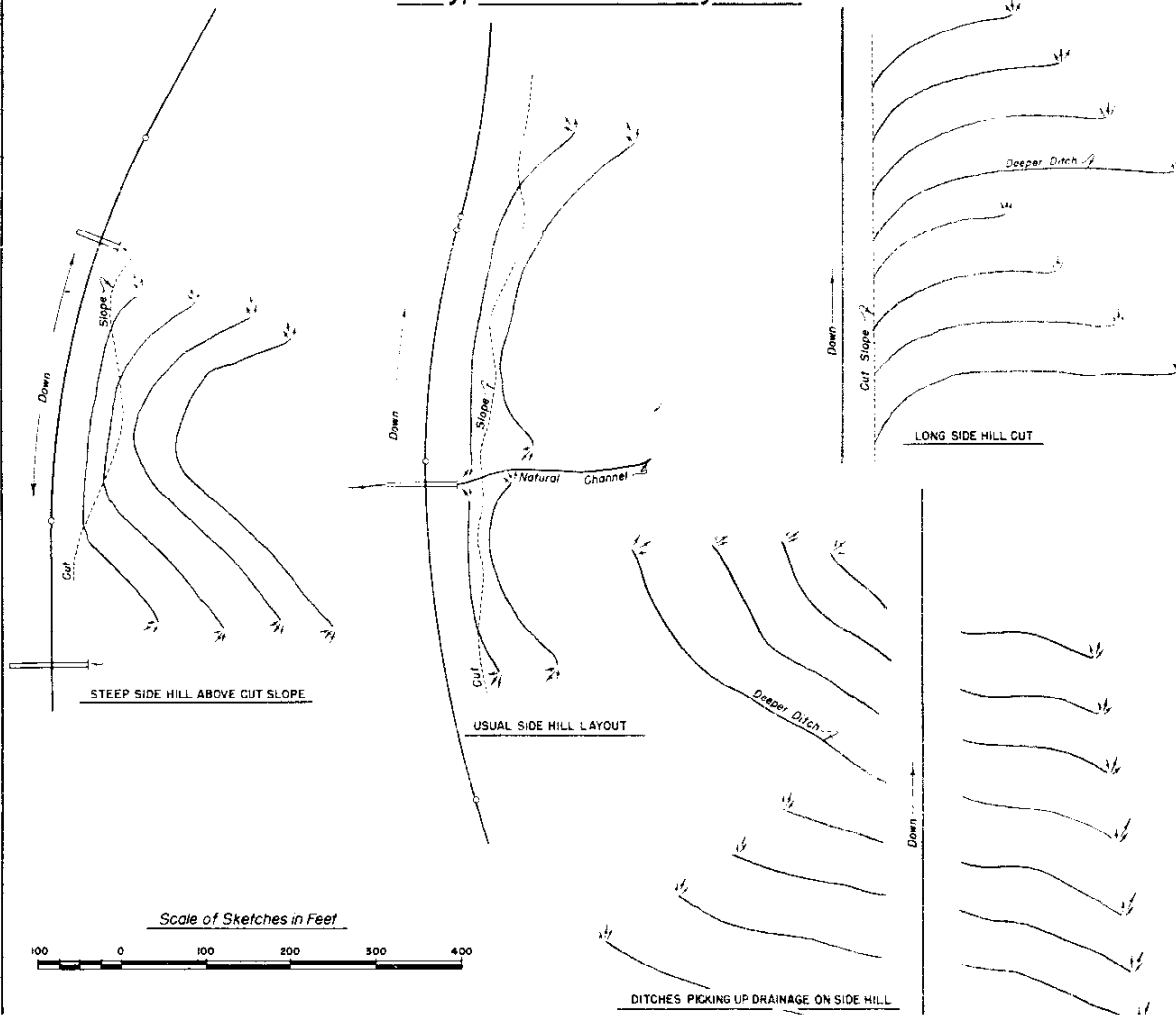 Down
Slope
Cut
STEEP SIDE HILL ABOVE CUT SLOPE
Down
Slope
Natural Channel
Cut
USUAL SIDE HILL LAYOUT
Deeper Ditch
Down
Cut Slope
LONG SIDE HILL CUT
Deeper Ditch
Down
DITCHES PICKING UP DRAINAGE ON SIDE HILL
Scale of Sketches in Feet
100 0 100 200 300 400